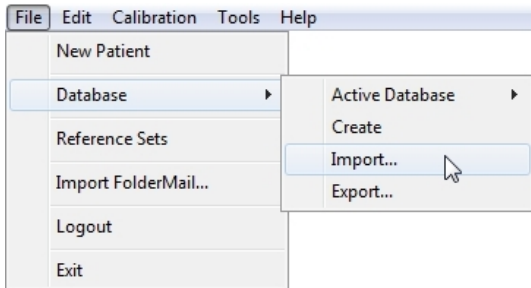 File Edit Calibration Tools Help
New Patient
Database
Active Database
Create
Reference Sets
Import...
Import FolderMail...
Export...
Logout
Exit